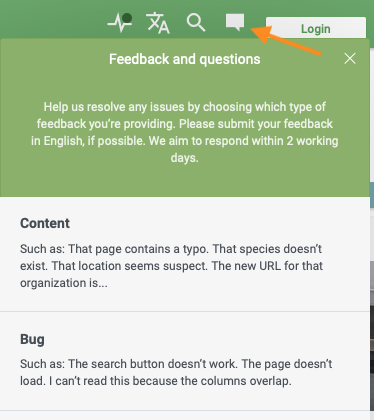 Login
Feedback and questions
Help us resolve any issues by choosing which type of
feedback you’re providing. Please submit your feedback
in English, if possible. We aim to respond within 2 working
days.
Content
Such as: That page contains a typo. That species doesn’t
exist. That location seems suspect. The new URL for that
organization is...
Bug
Such as: The search button doesn’t work. The page doesn’t
load. I can’t read this because the columns overlap.